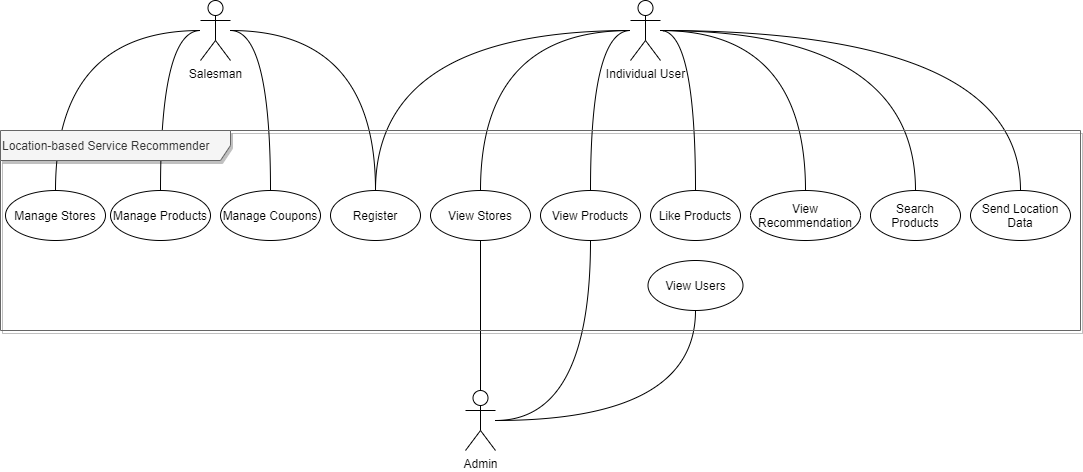 Salesman
Individual User
Location-based Service Recommender
Manage Stores
Manage Products
Manage Coupons
Register
View Stores
View Products
Like Products
View
Recommendation
Search
Products
Send Location
Data
View Users
Admin